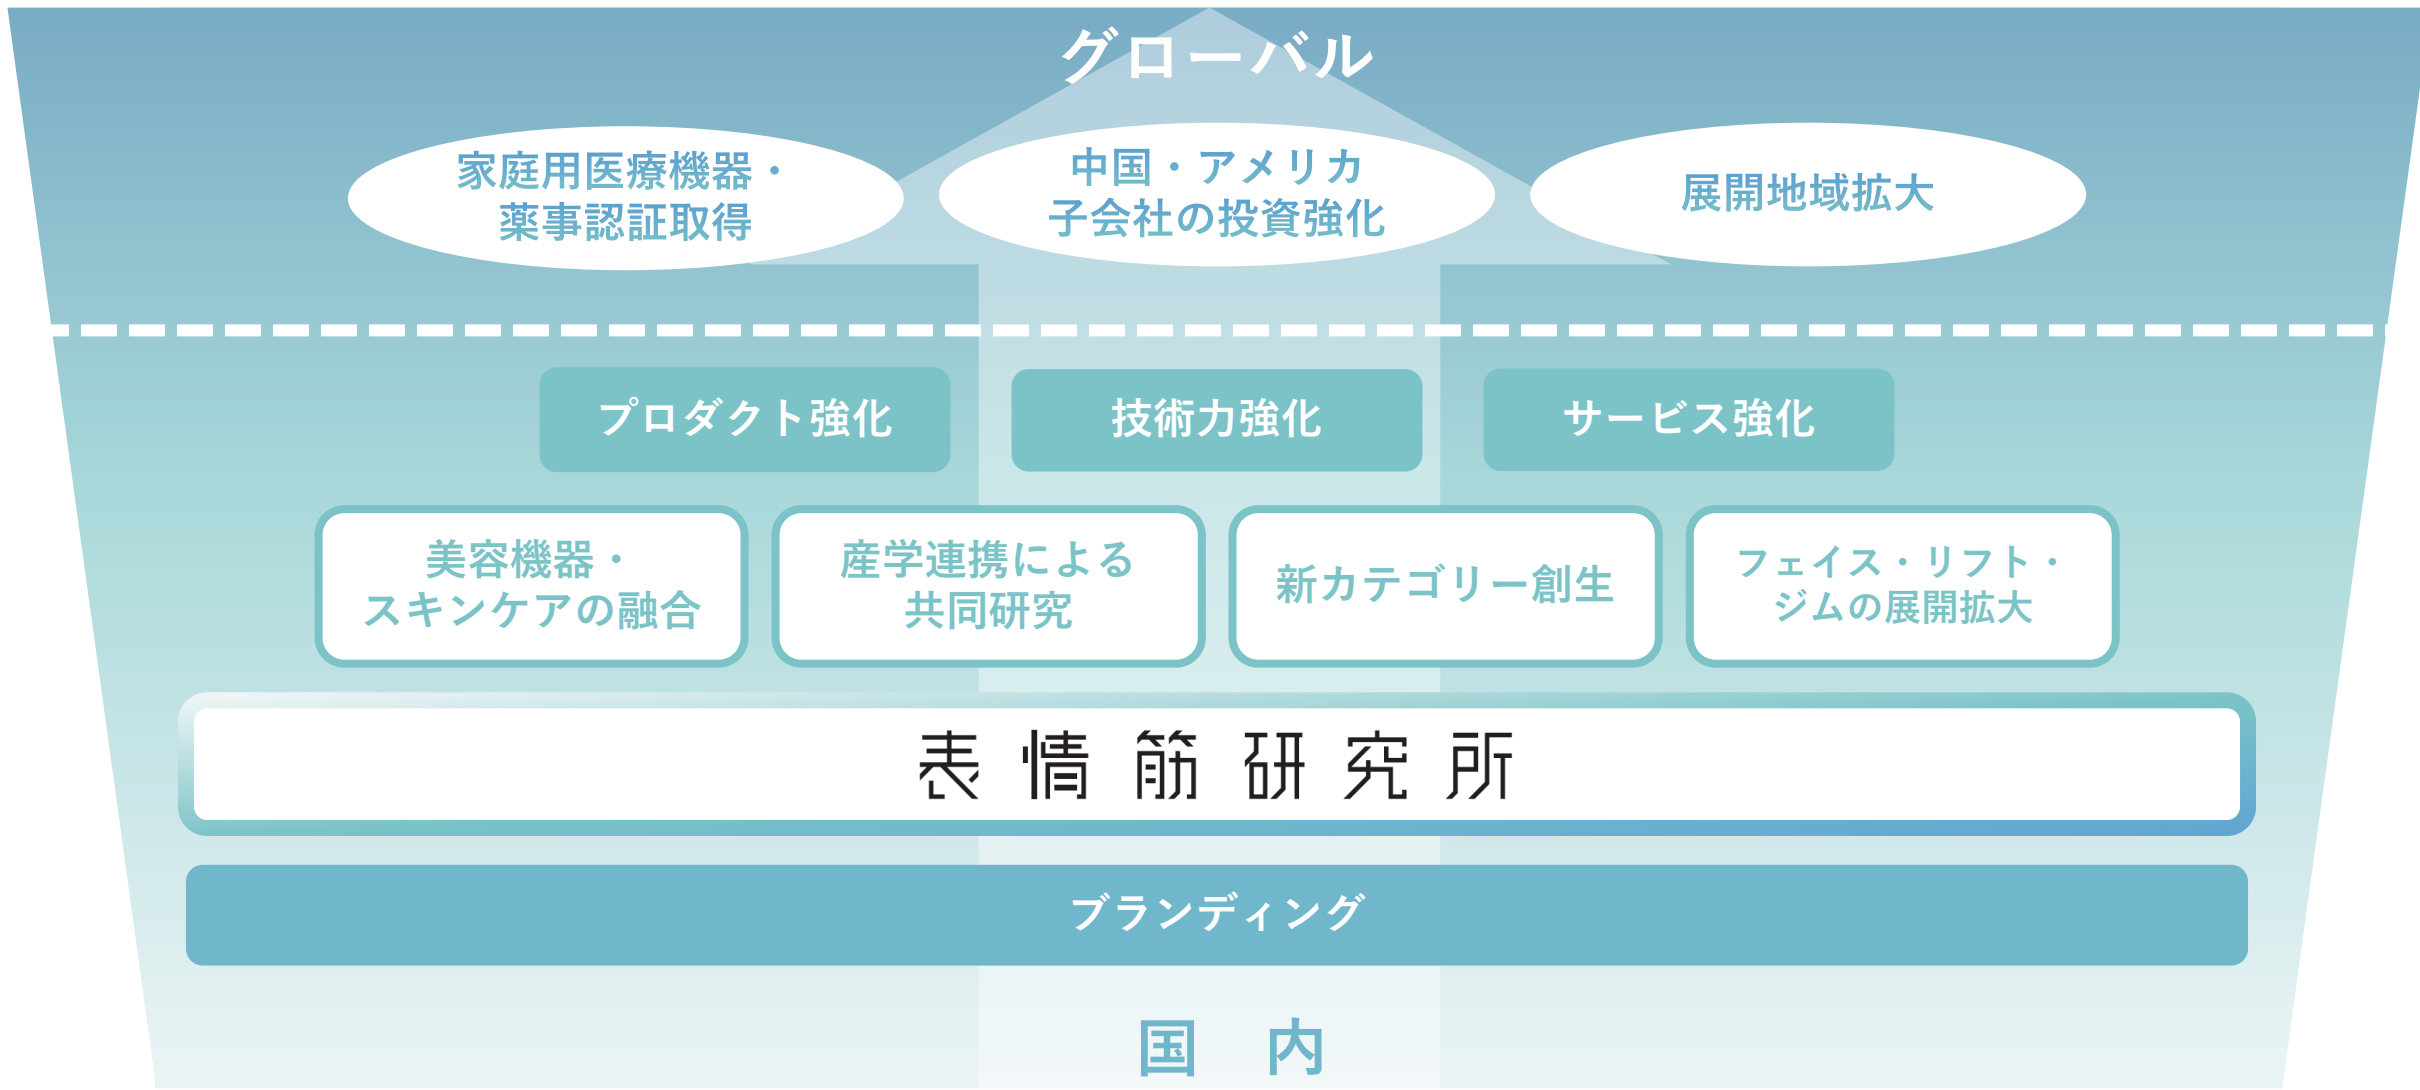 グローバル
家庭用医療機器・
薬事認証取得
中国・アメリカ
子会社の投資強化
展開地域拡大
プロダクト強化
技術力強化
サービス強化
美容機器・
スキンケアの融合
産学連携による
共同研究
新カテゴリー創生
フェイス・リフト・
ジムの展開拡大
表情筋研究所
ブランディング
国内